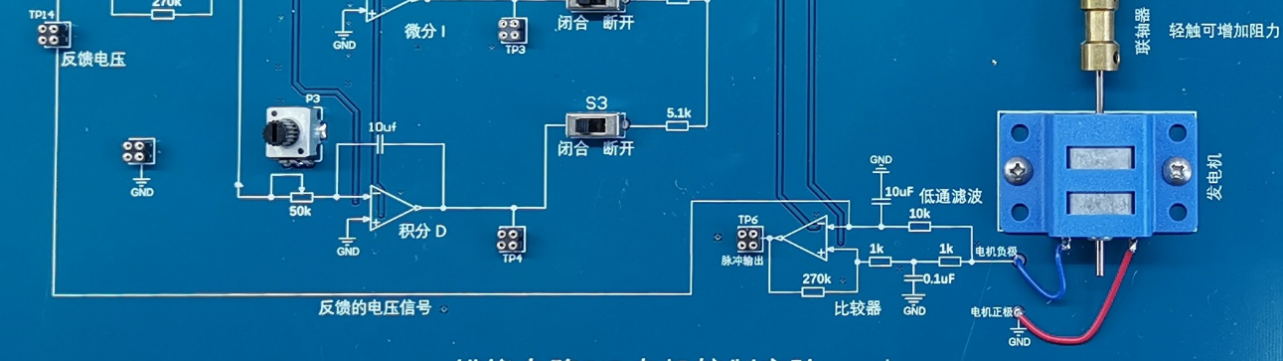 270k
TP14
反馈电压
GND
微分 I
TP3
闭合 断开
联轴器
轻触可增加阻力
P3
10uf
S3
5.1k
闭合 断开
GND
50k
GND
积分 D
TP4
GND
10uF
低通滤波
10k
TP6
脉冲输出
1k
1k
电机负极
270k
0.1uF
比较器
GND
反馈的电压信号
电机正极
GND
发电机